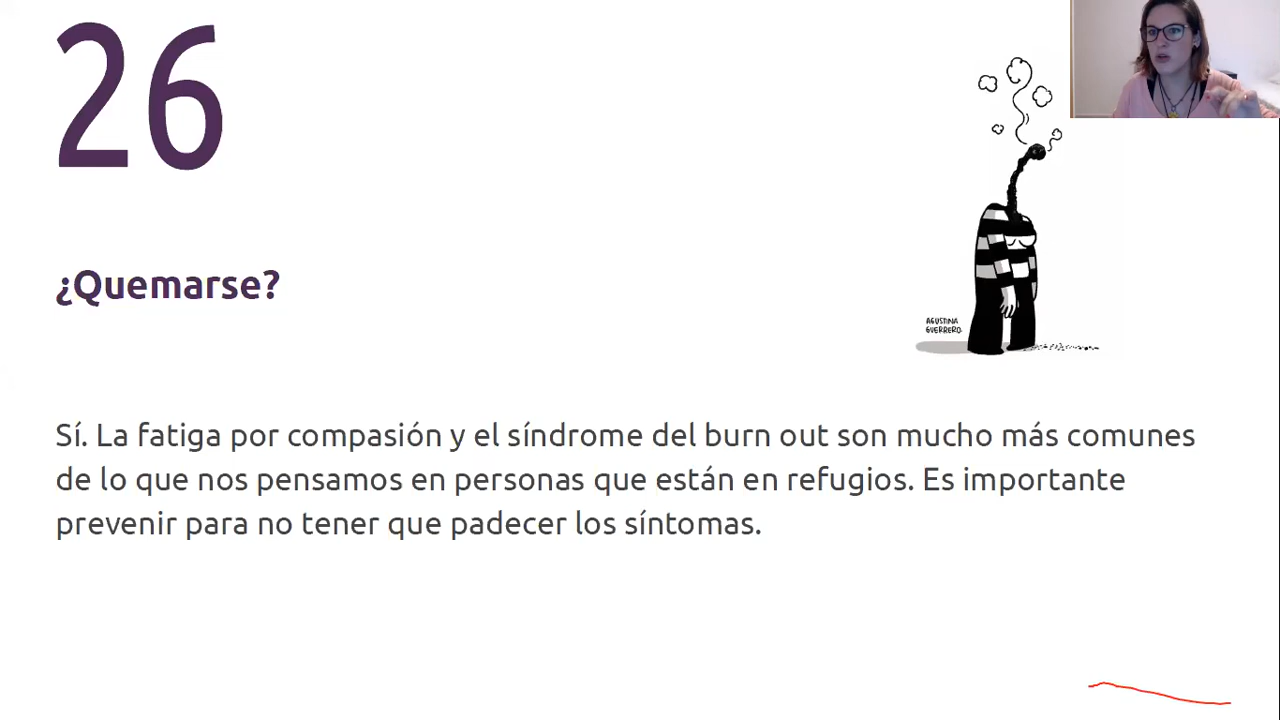 26
AGUSTINA
GUERRERO.
¿Quemarse?
Sí. La fatiga por compasión y el síndrome del burn out son mucho más comunes
de lo que nos pensamos en personas que están en refugios. Es importante
prevenir para no tener que padecer los síntomas.